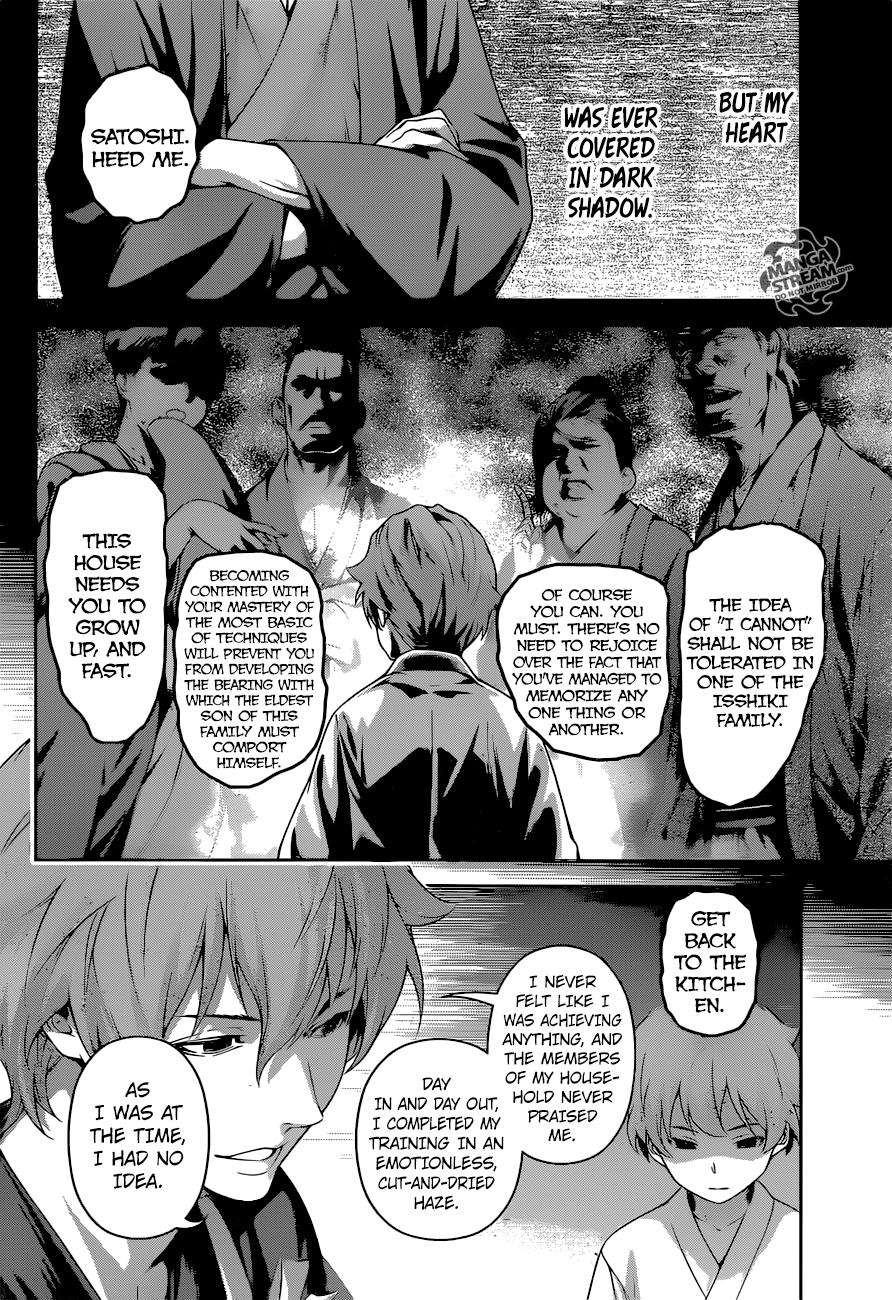 BUT MY
HEART
WAS EVER
COVERED
IN DARK
SHADOW.
SATOSHI.
HEED ME.
MANGA
STREAM.com
DO NOT MIRROR
THE IDEA
OF "I CANNOT"
SHALL NOT BE
TOLERATED IN
ONE OF THE
ISSHIKI
FAMILY.
OF COURSE
YOU CAN. YOU
MUST. THERE'S NO
NEED TO REJOICE
OVER THE FACT THAT
YOU'VE MANAGED TO
MEMORIZE ANY
ONE THING OR
ANOTHER.
BECOMING
CONTENTED WITH
YOUR MASTERY OF
THE MOST BASIC
OF TECHNIQUES
WILL PREVENT YOU
FROM DEVELOPING
THE BEARING WITH
WHICH THE ELDEST
SON OF THIS
FAMILY MUST
COMPORT
HIMSELF.
THIS
HOUSE
NEEDS
YOU TO
GROW
UP, AND
FAST.
GET
BACK
TO THE
KITCH-
EN.
I NEVER
FELT LIKE I
WAS ACHIEVING
ANYTHING, AND
THE MEMBERS
OF MY HOUSE-
HOLD NEVER
PRAISED
ME.
DAY
IN AND DAY OUT,
I COMPLETED MY
TRAINING IN AN
EMOTIONLESS,
CUT-AND-DRIED
HAZE.
AS
I WAS AT
THE TIME,
I HAD NO
IDEA.